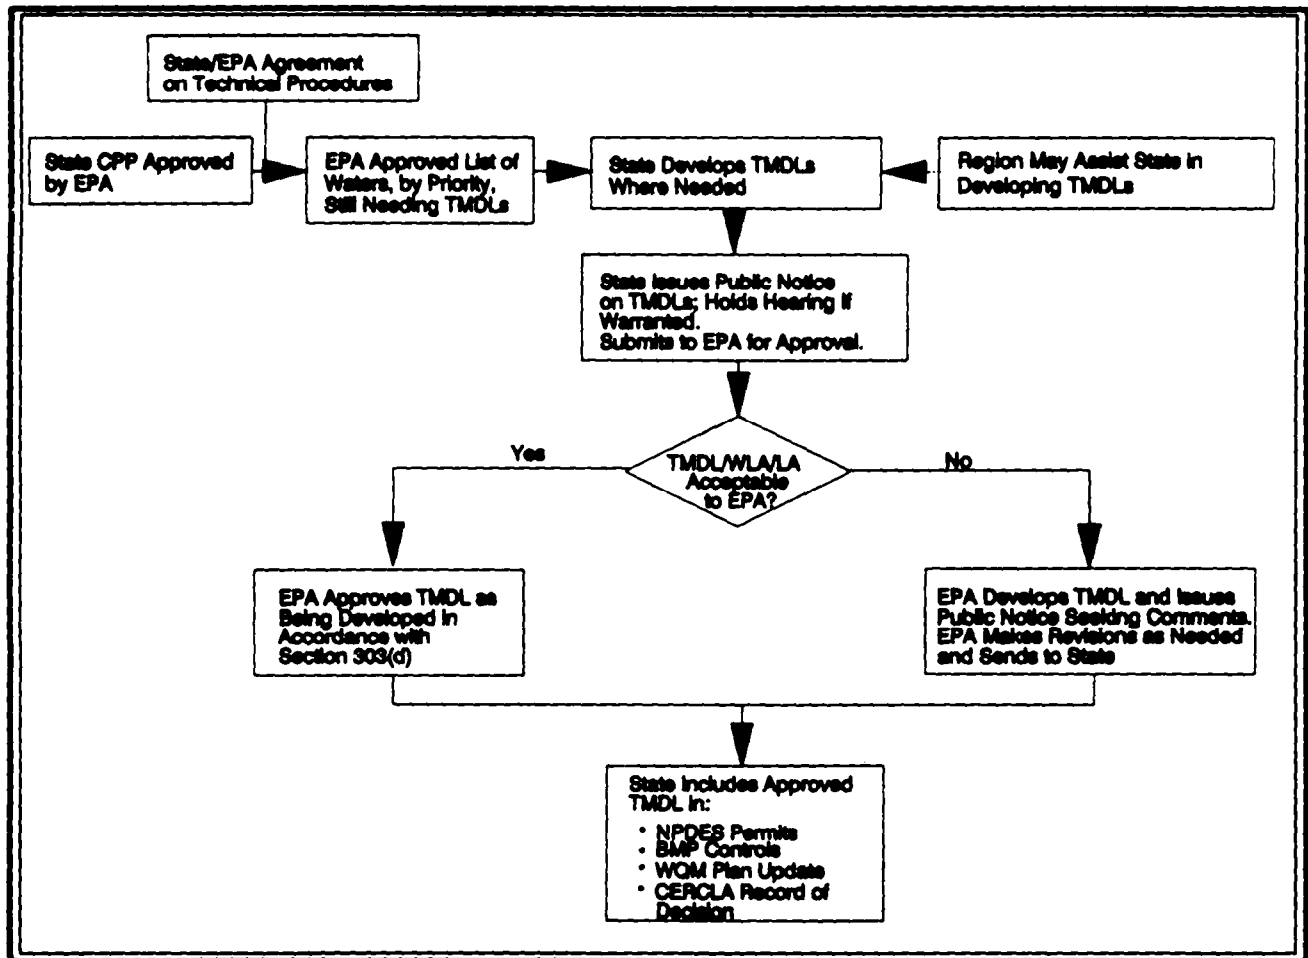 State/EPA Agreement
on Technical Procedures
State CPP Approved
by EPA
EPA Approved List of
Waters, by Priority,
Still Needing TMDLs
State Develops TMDLs
Where Needed
Region May Assist State in
Developing TMDLs
State Issues Public Notice
on TMDLs; Holds Hearing if
Warranted.
Submits to EPA for Approval.
Yes
TMDL/WLA/LA
Acceptable
to EPA?
No
EPA Approves TMDL as
Being Developed in
Accordance with
Section 303(d)
EPA Develops TMDL and Issues
Public Notice Seeking Comments.
EPA Makes Revisions as Needed
and Sends to State
State Includes Approved
TMDL in:
• NPDES Permits
• BMP Controls
• WQM Plan Update
• CERCLA Record of
Decision